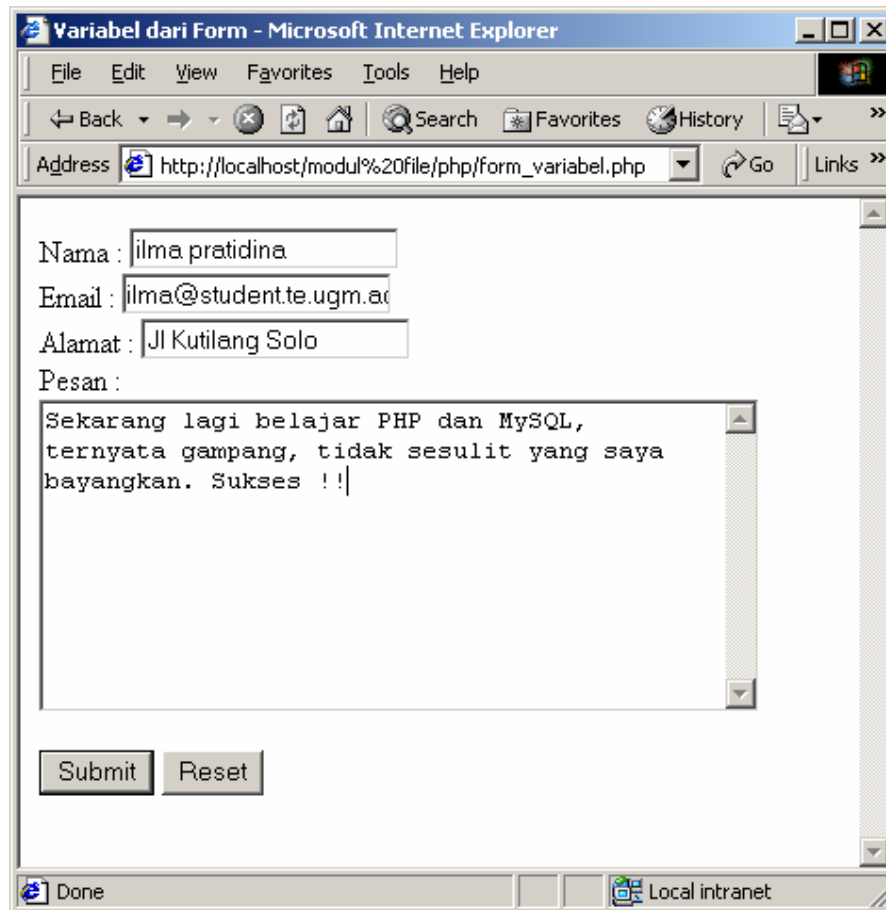 Variabel dari Form - Microsoft Internet Explorer
File Edit View Favorites Tools Help
Back Search Favorites History »
Address http://localhost/modul%20file/php/form_variabel.php Go Links »
Nama : ilma pratidina
Email : ilma@student.te.ugm.ac
Alamat : Jl Kutilang Solo
Pesan :
Sekarang lagi belajar PHP dan MySQL,
ternyata gampang, tidak sesulit yang saya
bayangkan. Sukses !!
Submit Reset
Done Local intranet